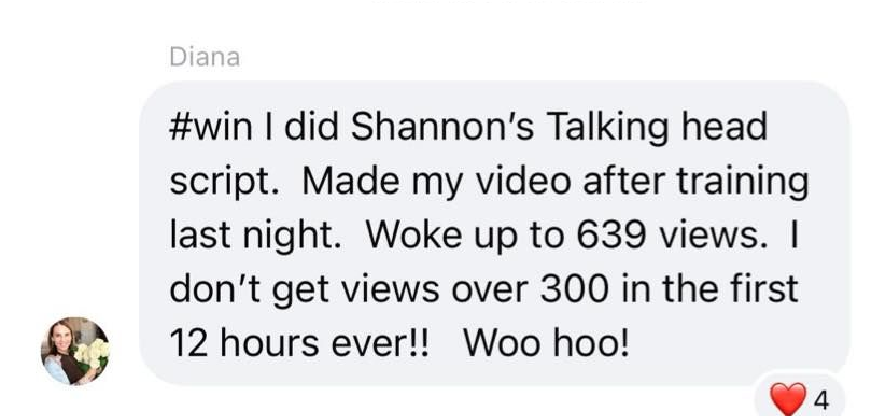 Diana
#win I did Shannon's Talking head
script.  Made my video after training
last night.  Woke up to 639 views.  I
don't get views over 300 in the first
12 hours ever!!   Woo hoo!
❤️ 4